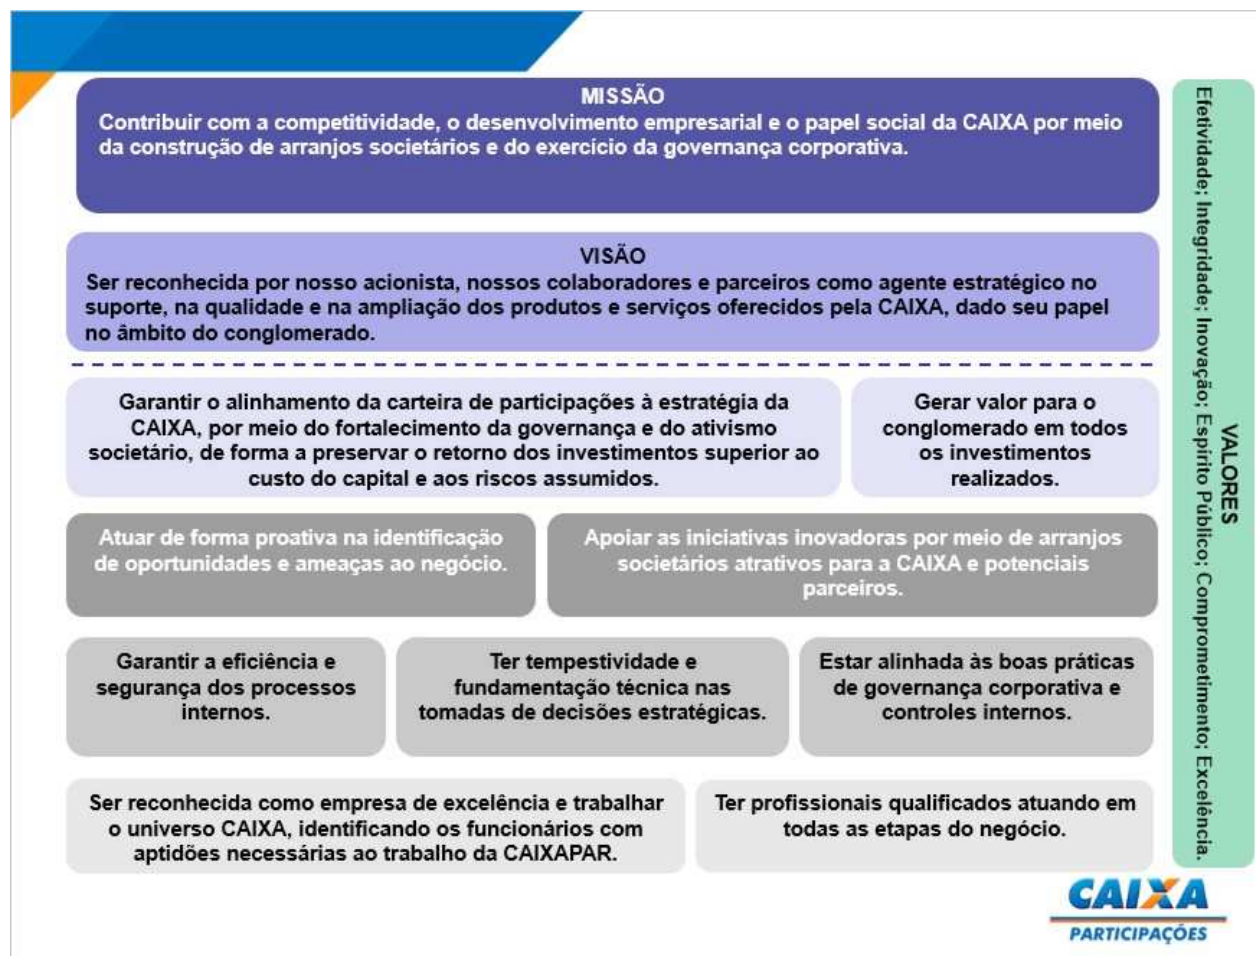 MISSÃO
Contribuir com a competitividade, o desenvolvimento empresarial e o papel social da CAIXA por meio
da construção de arranjos societários e do exercício da governança corporativa.
VISÃO
Ser reconhecida por nosso acionista, nossos colaboradores e parceiros como agente estratégico no
suporte, na qualidade e na ampliação dos produtos e serviços oferecidos pela CAIXA, dado seu papel
no âmbito do conglomerado.
Garantir o alinhamento da carteira de participações à estratégia da
CAIXA, por meio do fortalecimento da governança e do ativismo
societário, de forma a preservar o retorno dos investimentos superior ao
custo do capital e aos riscos assumidos.
Gerar valor para o
conglomerado em todos
os investimentos
realizados.
Atuar de forma proativa na identificação
de oportunidades e ameaças ao negócio.
Apoiar as iniciativas inovadoras por meio de arranjos
societários atrativos para a CAIXA e potenciais
parceiros.
Garantir a eficiência e
segurança dos processos
internos.
Ter tempestividade e
fundamentação técnica nas
tomadas de decisões estratégicas.
Estar alinhada às boas práticas
de governança corporativa e
controles internos.
Ser reconhecida como empresa de excelência e trabalhar
o universo CAIXA, identificando os funcionários com
aptidões necessárias ao trabalho da CAIXAPAR.
Ter profissionais qualificados atuando em
todas as etapas do negócio.
VALORES
Efetividade; Integridade; Inovação; Espírito Público; Comprometimento; Excelência.
CAIXA
PARTICIPAÇÕES